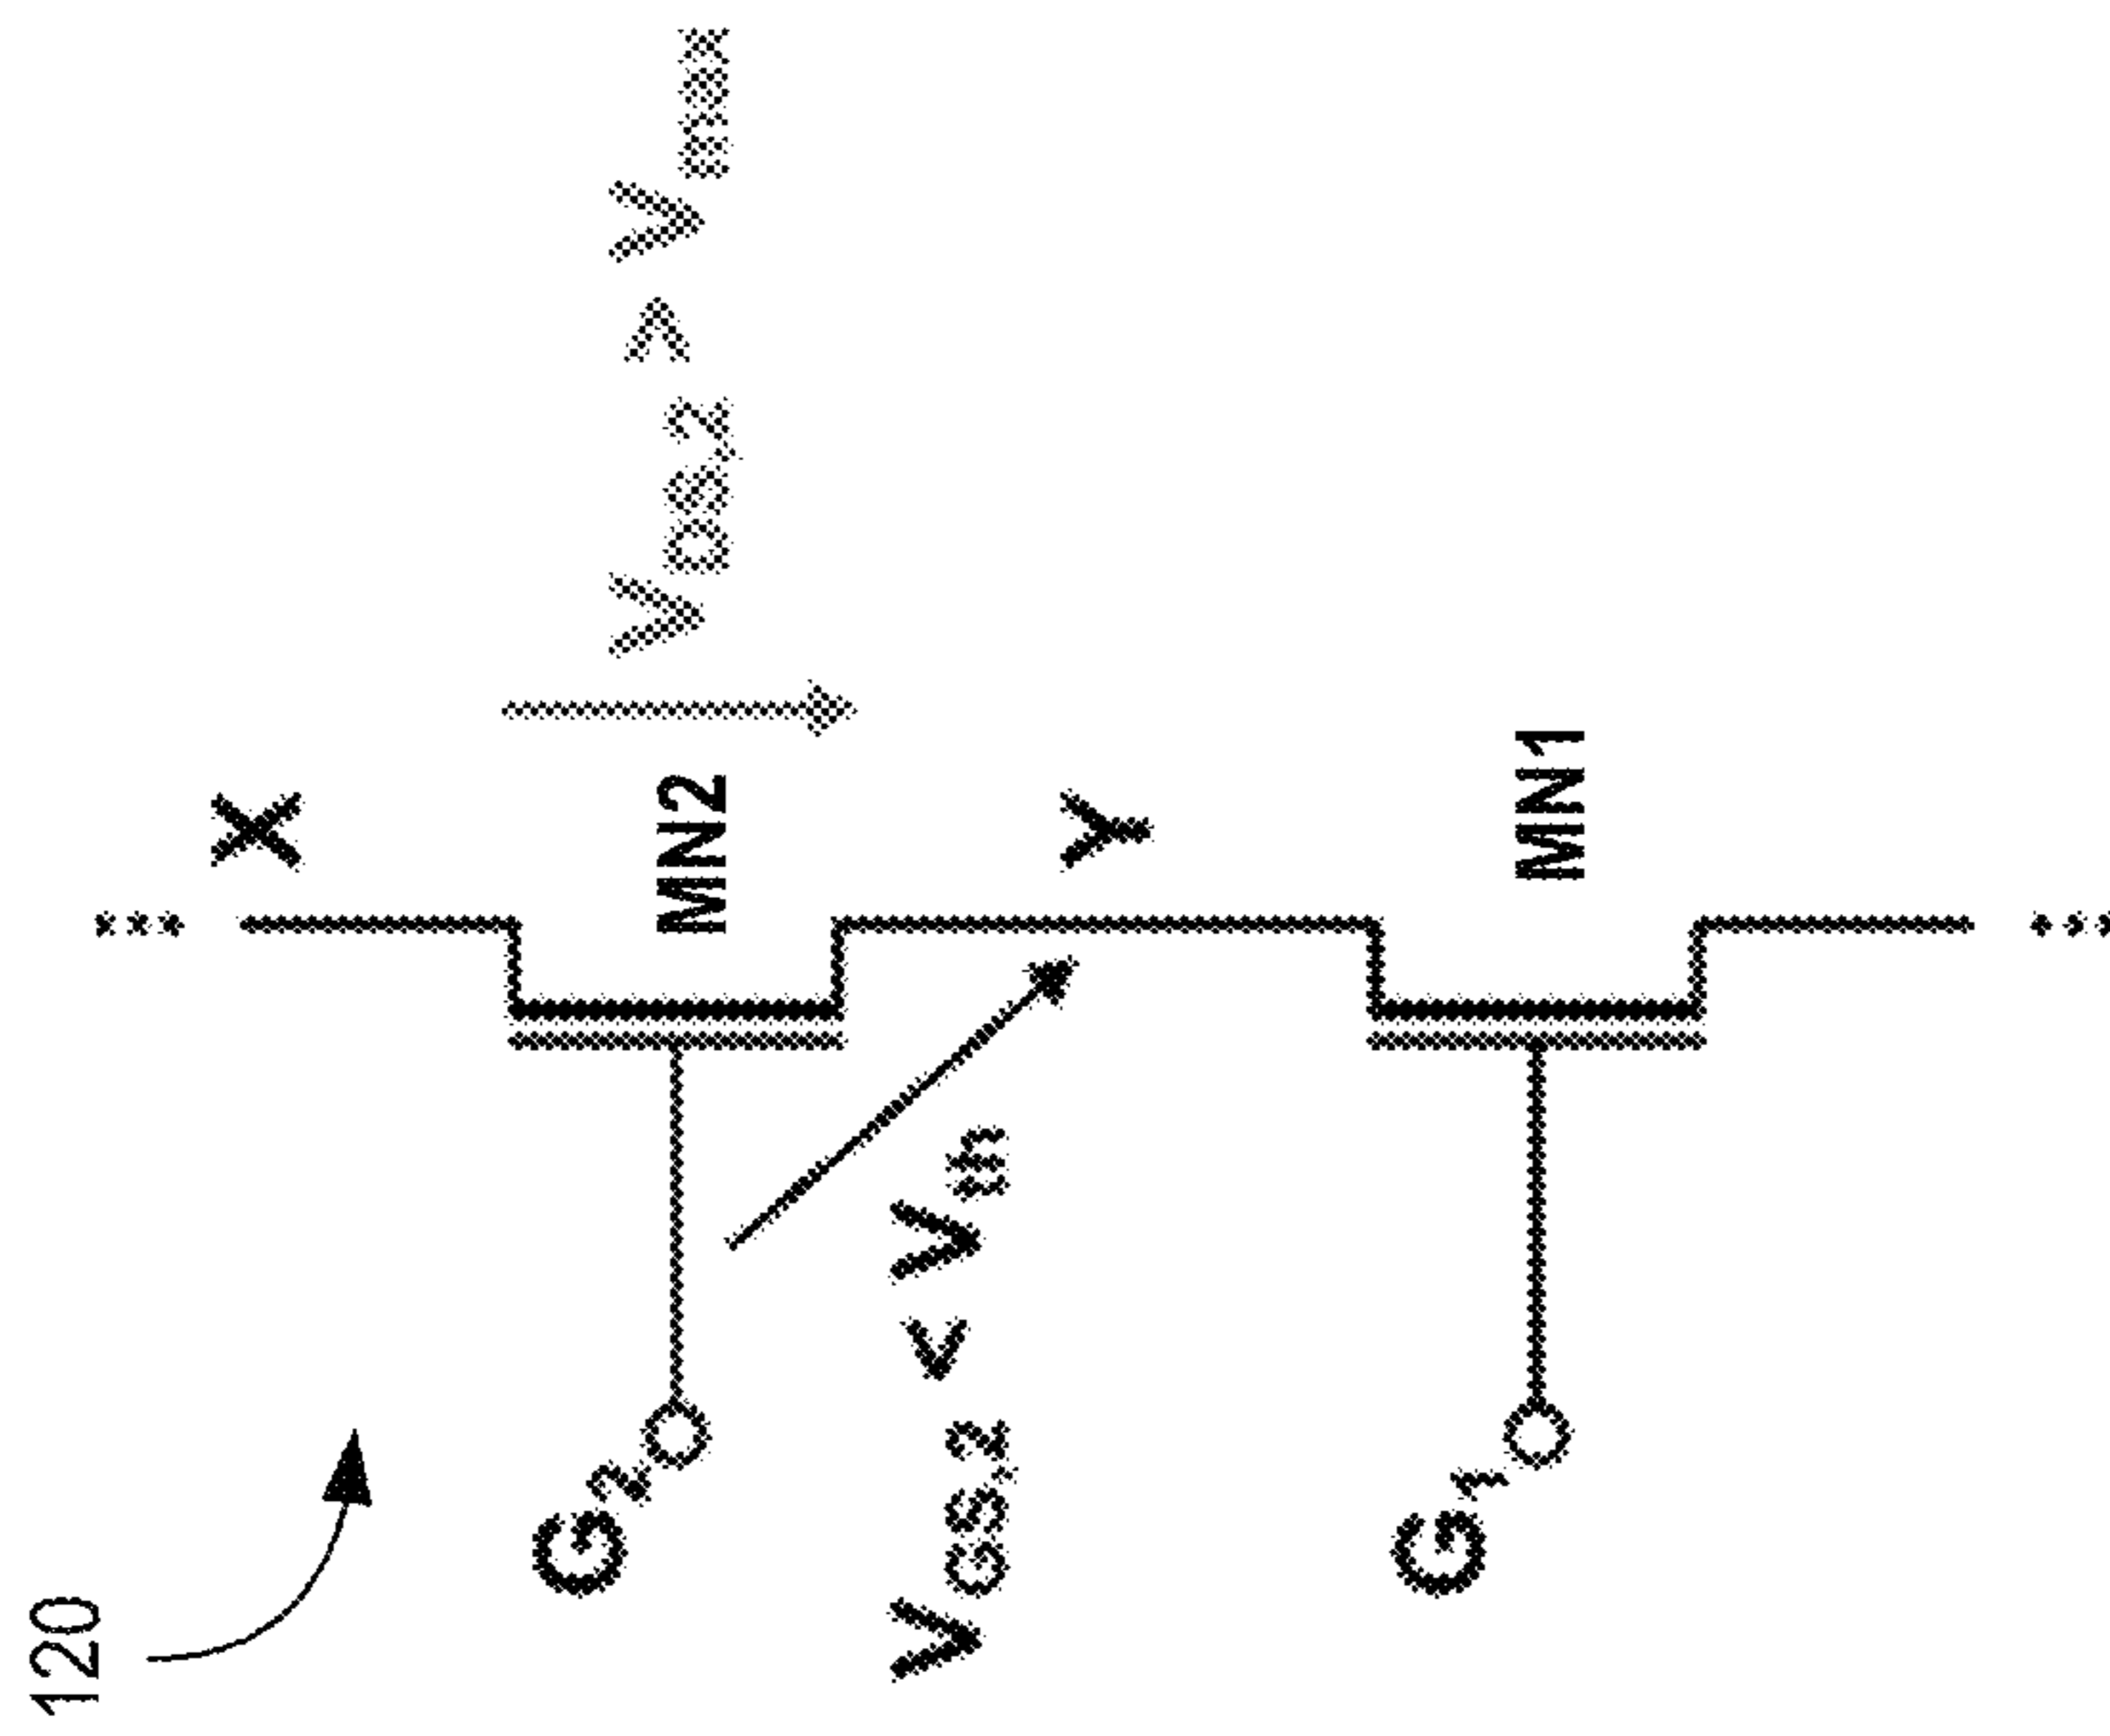 120
X
G2
MN2
VDS,2 > Vmax
VGS,2 < Vth
Y
G1
MN1